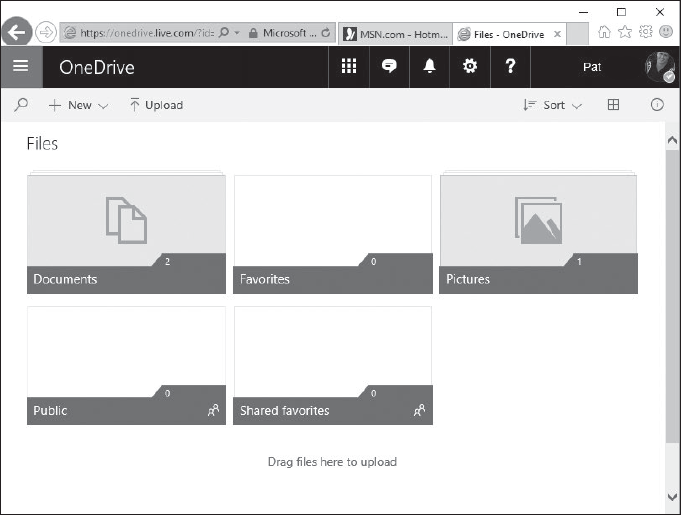 https://onedrive.live.com/?id= Microsoft ... MSN.com - Hotm... Files - OneDrive
OneDrive ? Pat
New Upload Sort
Files
2 0 1
Documents Favorites Pictures
0 0
Public Shared favorites
Drag files here to upload